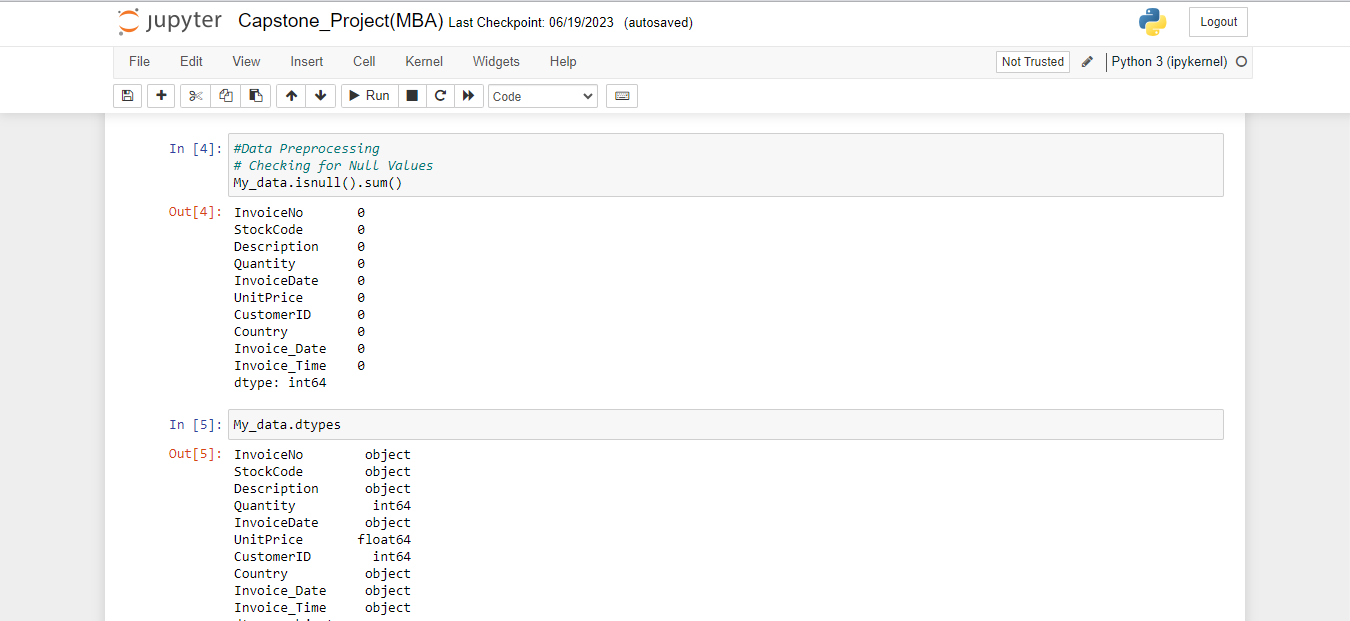 jupyter Capstone_Project(MBA) Last Checkpoint: 06/19/2023 (autosaved) Logout
File Edit View Insert Cell Kernel Widgets Help Not Trusted Python 3 (ipykernel)
Run Code
In [4]: #Data Preprocessing
# Checking for Null Values
My_data.isnull().sum()
Out[4]: InvoiceNo 0
StockCode 0
Description 0
Quantity 0
InvoiceDate 0
UnitPrice 0
CustomerID 0
Country 0
Invoice_Date 0
Invoice_Time 0
dtype: int64
In [5]: My_data.dtypes
Out[5]: InvoiceNo object
StockCode object
Description object
Quantity int64
InvoiceDate object
UnitPrice float64
CustomerID int64
Country object
Invoice_Date object
Invoice_Time object